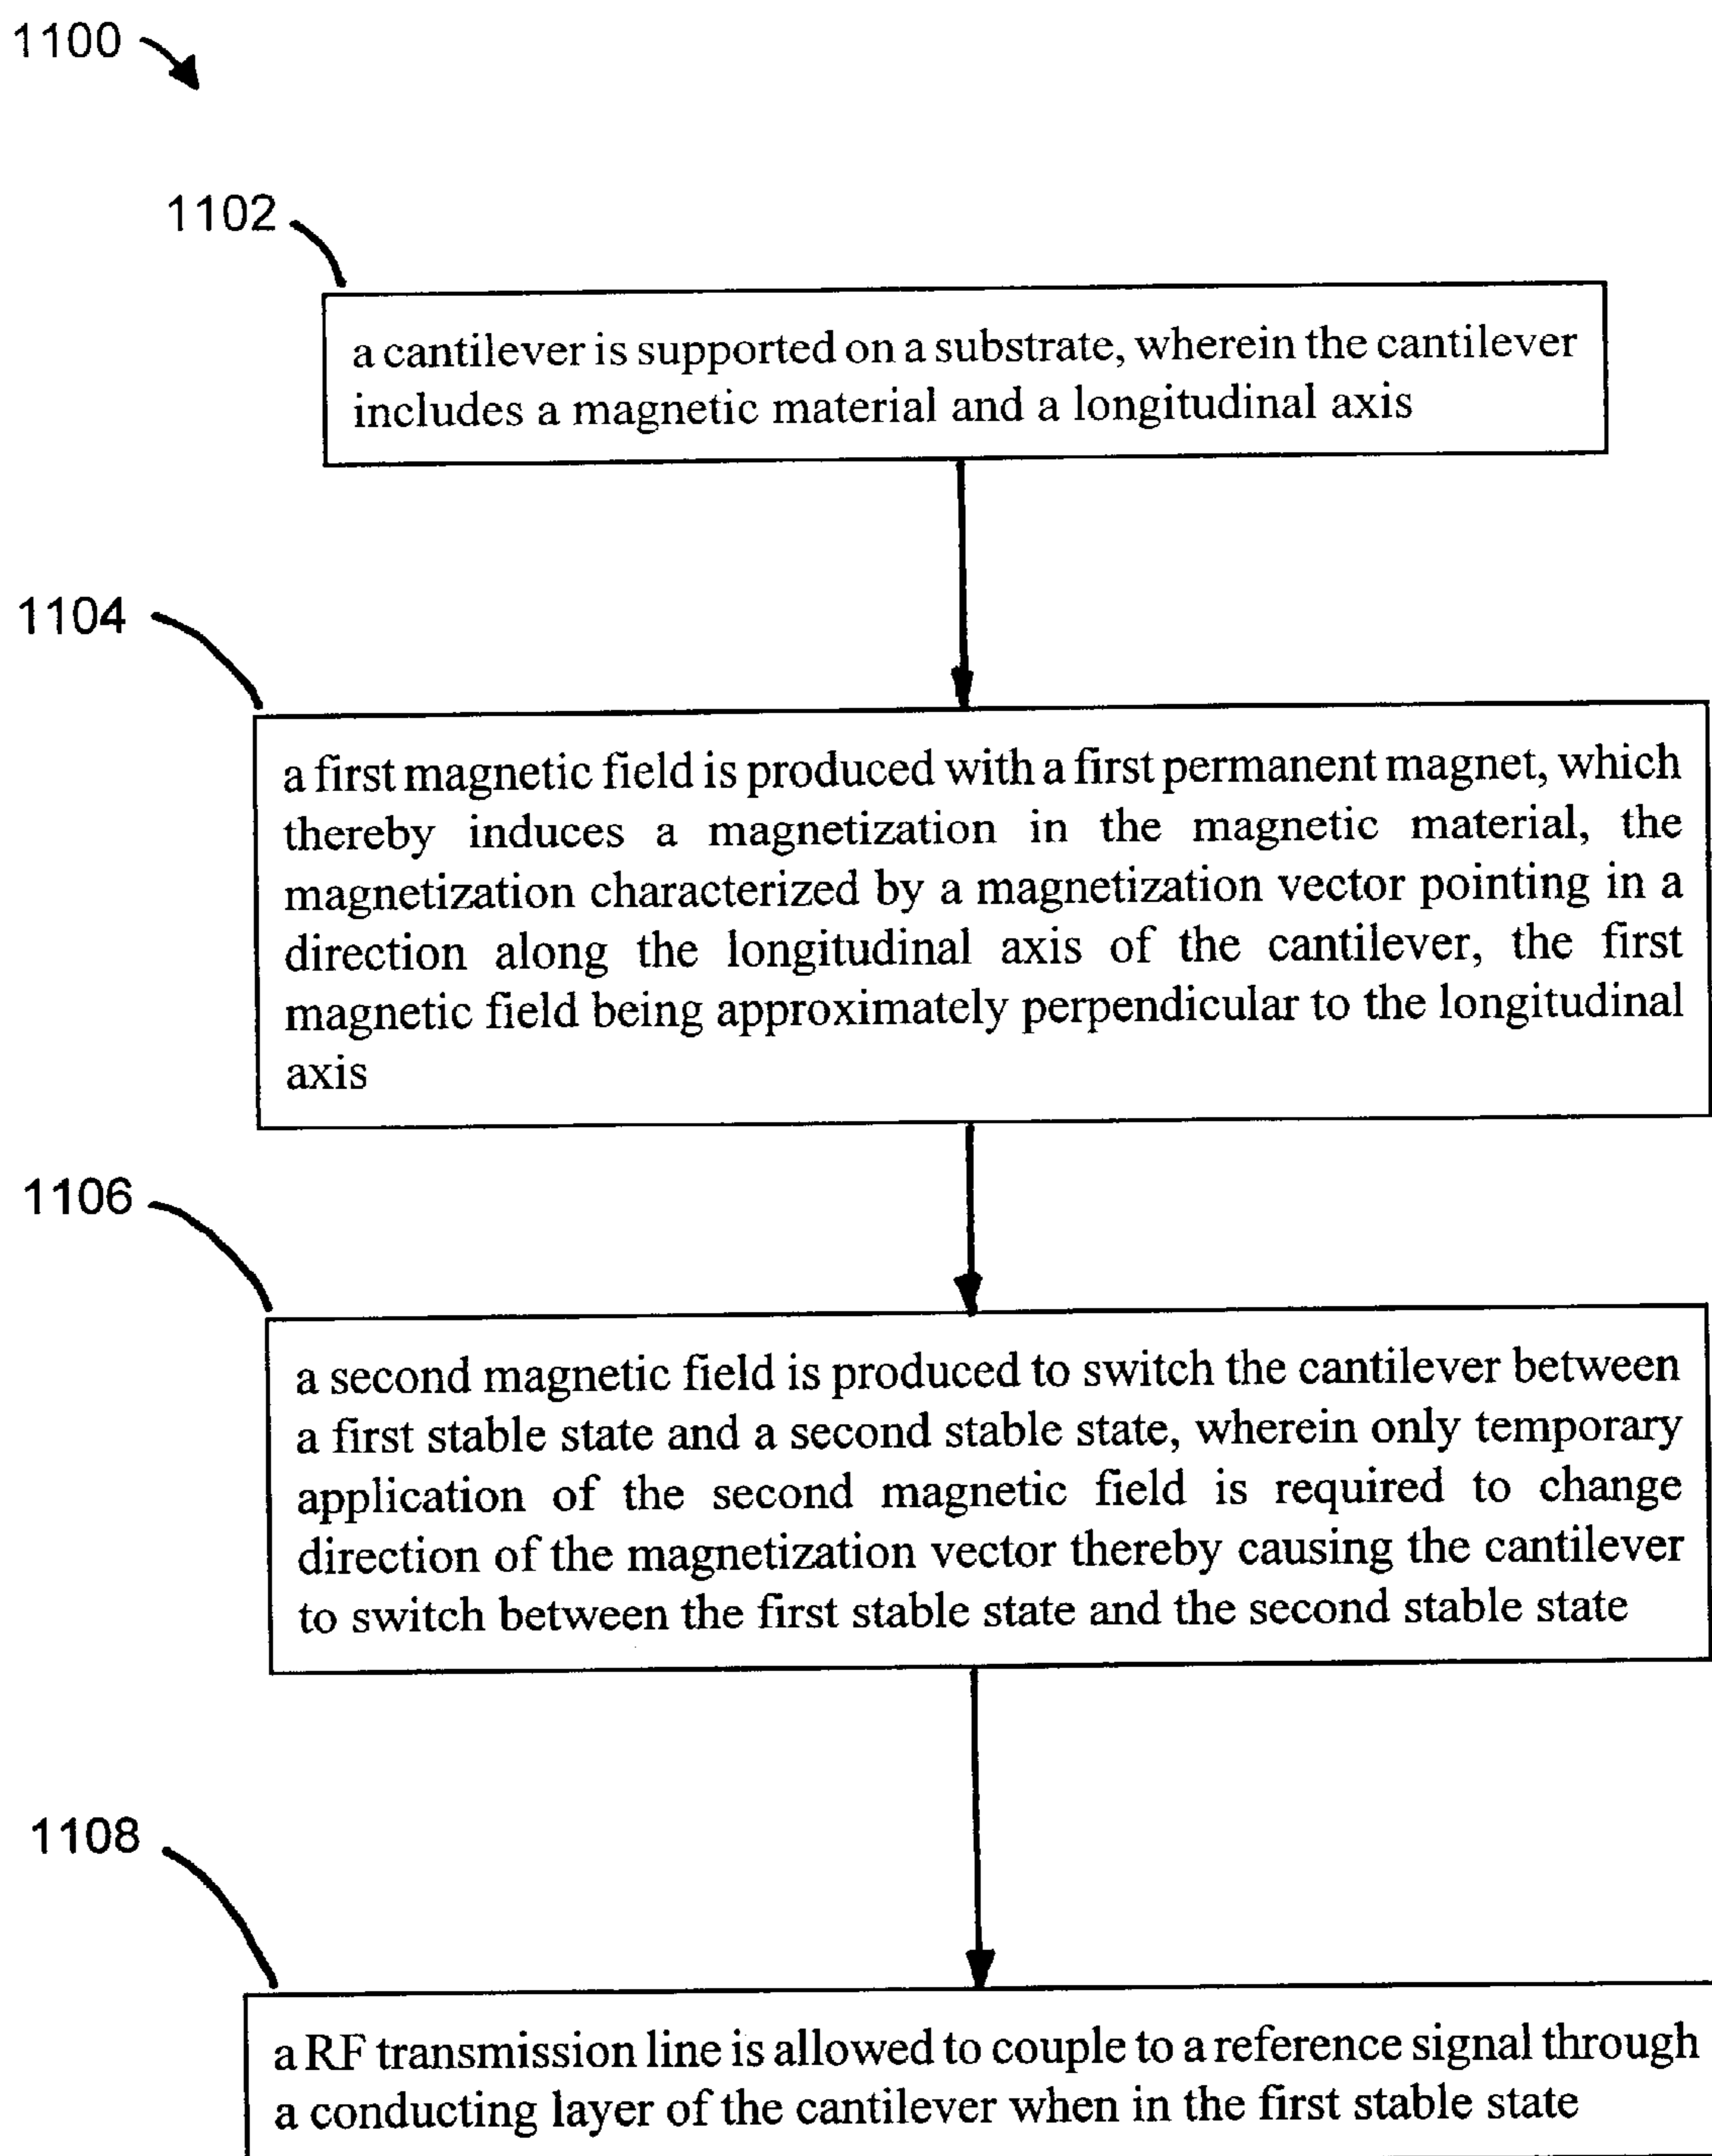 1100
1102
a cantilever is supported on a substrate, wherein the cantilever
includes a magnetic material and a longitudinal axis
1104
a first magnetic field is produced with a first permanent magnet, which
thereby induces a magnetization in the magnetic material, the
magnetization characterized by a magnetization vector pointing in a
direction along the longitudinal axis of the cantilever, the first
magnetic field being approximately perpendicular to the longitudinal
axis
1106
a second magnetic field is produced to switch the cantilever between
a first stable state and a second stable state, wherein only temporary
application of the second magnetic field is required to change
direction of the magnetization vector thereby causing the cantilever
to switch between the first stable state and the second stable state
1108
a RF transmission line is allowed to couple to a reference signal through
a conducting layer of the cantilever when in the first stable state